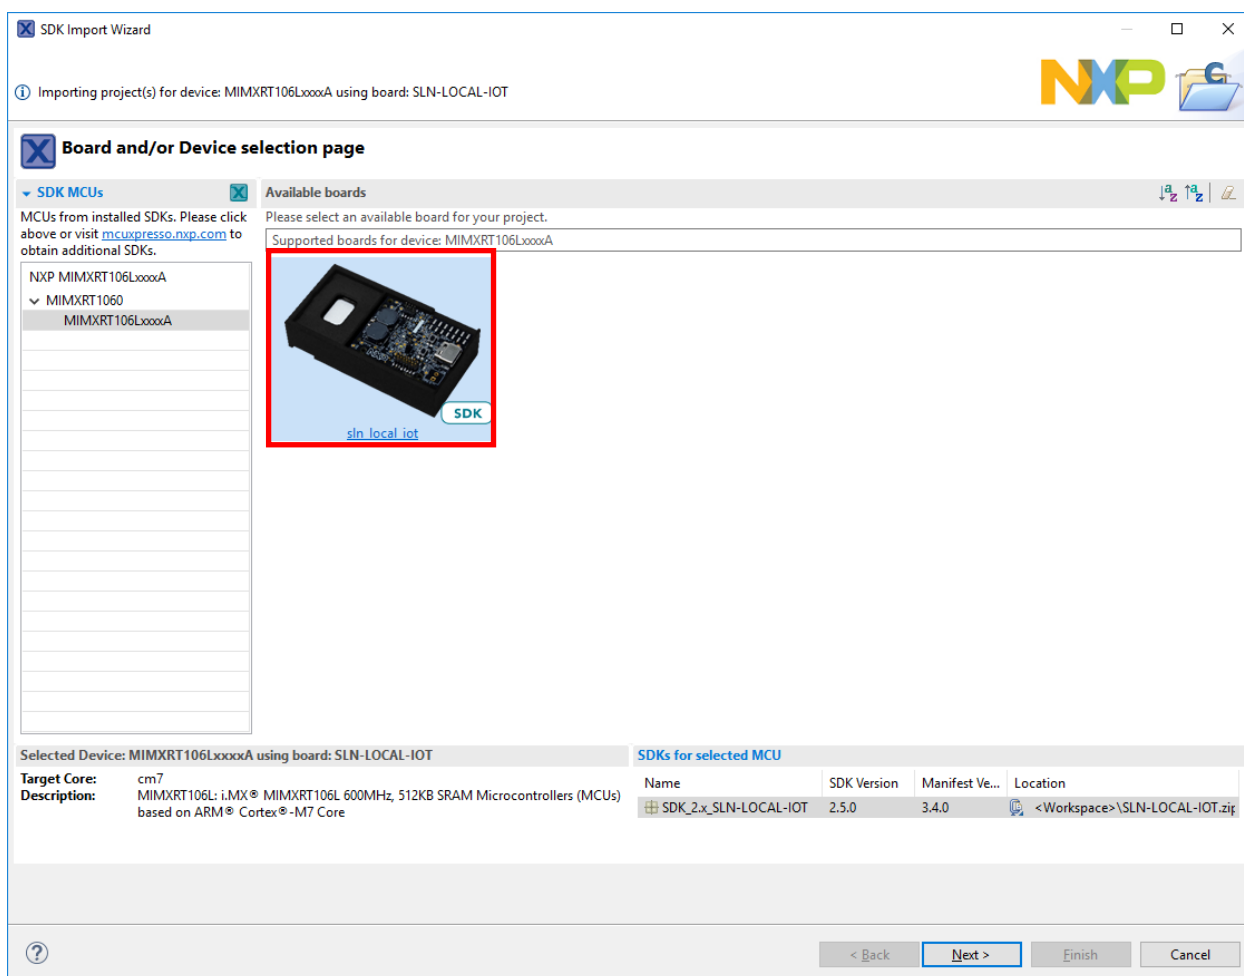 SDK Import Wizard
Importing project(s) for device: MIMXRT106LxxxxA using board: SLN-LOCAL-IOT
NXP
C
Board and/or Device selection page
SDK MCUs
MCUs from installed SDKs. Please click
above or visit mcuxpresso.nxp.com to
obtain additional SDKs.
NXP MIMXRT106LxxxxA
MIMXRT1060
MIMXRT106LxxxxA
Available boards
Please select an available board for your project.
Supported boards for device: MIMXRT106LxxxxA
SDK
sln_local_iot
Selected Device: MIMXRT106LxxxxA using board: SLN-LOCAL-IOT
Target Core: cm7
Description: MIMXRT106L: i.MX® MIMXRT106L 600MHz, 512KB SRAM Microcontrollers (MCUs)
based on ARM® Cortex®-M7 Core
SDKs for selected MCU
Name SDK Version Manifest Ve... Location
SDK_2.x_SLN-LOCAL-IOT 2.5.0 3.4.0 <Workspace>\SLN-LOCAL-IOT.zip
< Back Next > Finish Cancel